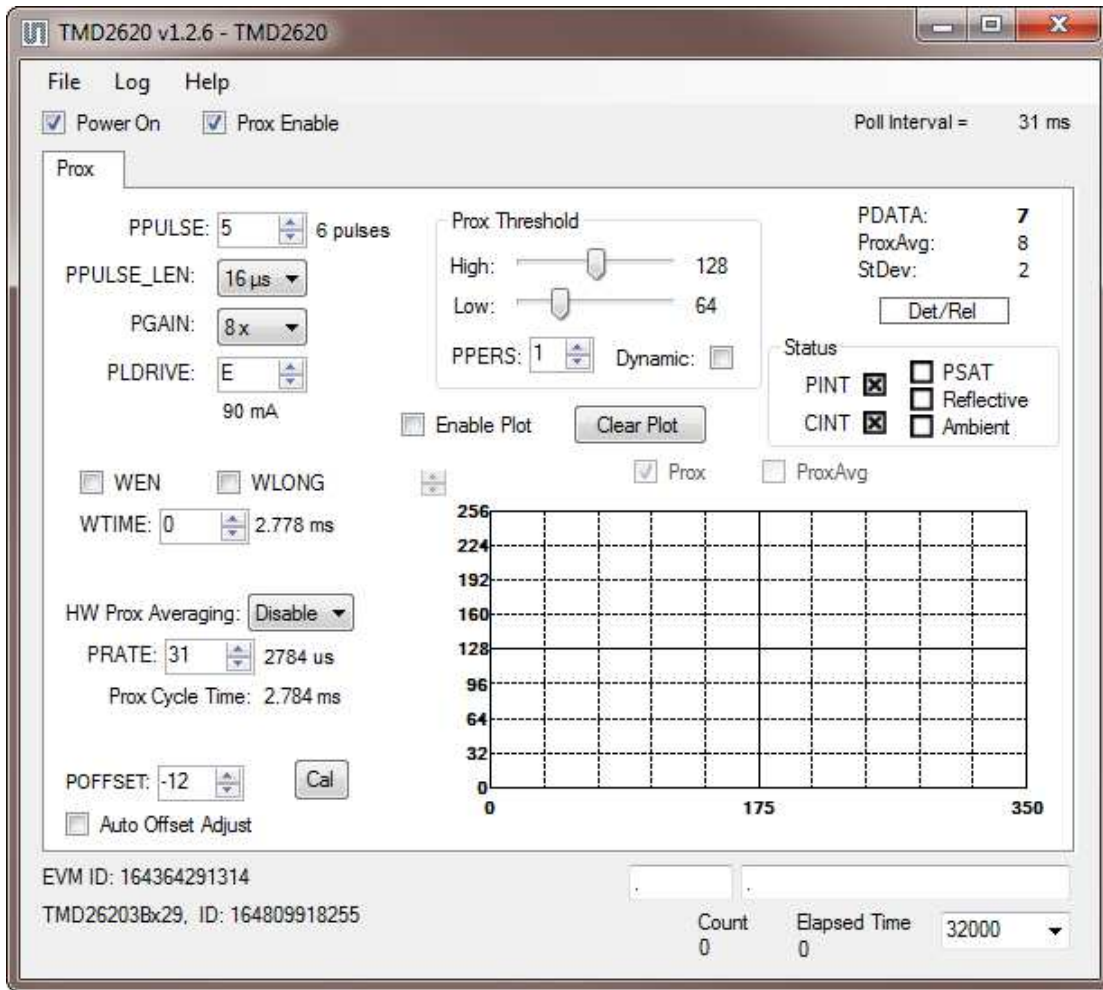 TMD2620 v1.2.6 - TMD2620
File Log Help
Power On Prox Enable Poll Interval = 31 ms
Prox
PPULSE: 5 6 pulses
PPULSE_LEN: 16 µs
PGAIN: 8 x
PLDRIVE: E
90 mA
Prox Threshold
High: 128
Low: 64
PPERS: 1 Dynamic:
PDATA: 7
ProxAvg: 8
StDev: 2
Det/Rel
Status
PINT
CINT
PSAT
Reflective
Ambient
Enable Plot Clear Plot
WEN WLONG
WTIME: 0 2.778 ms
Prox ProxAvg
HW Prox Averaging: Disable
PRATE: 31 2784 us
Prox Cycle Time: 2.784 ms
POFFSET: -12 Cal
Auto Offset Adjust
256
224
192
160
128
96
64
32
0
0 175 350
EVM ID: 164364291314
. .
TMD26203Bx29, ID: 164809918255
Count Elapsed Time 32000
0 0